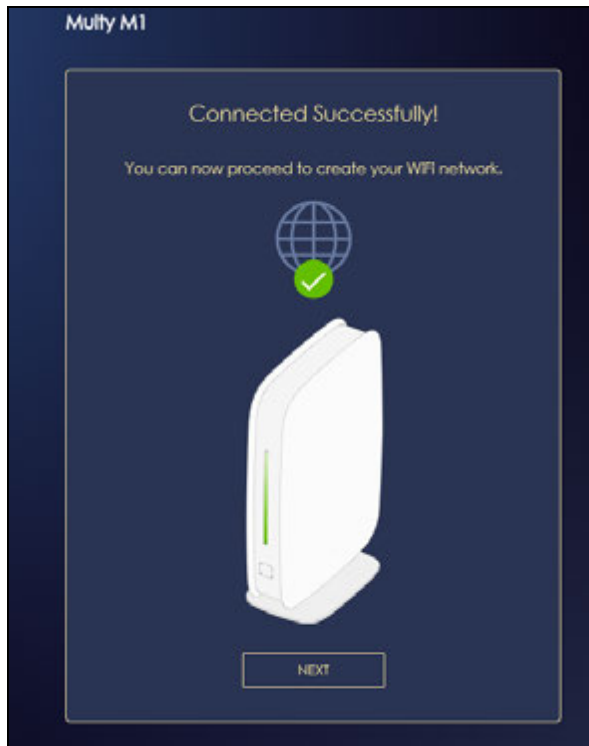 Multy M1
Connected Successfully!
You can now proceed to create your WIFI network.
NEXT